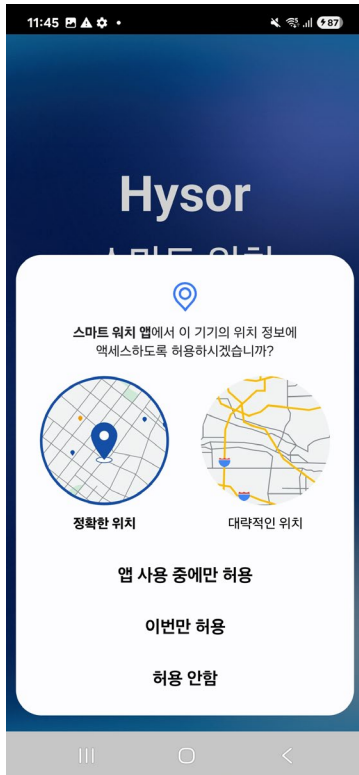 11:45
87
Hysor
스마트 워치 앱에서 이 기기의 위치 정보에
액세스하도록 허용하시겠습니까?
정확한 위치
대략적인 위치
앱 사용 중에만 허용
이번만 허용
허용 안함